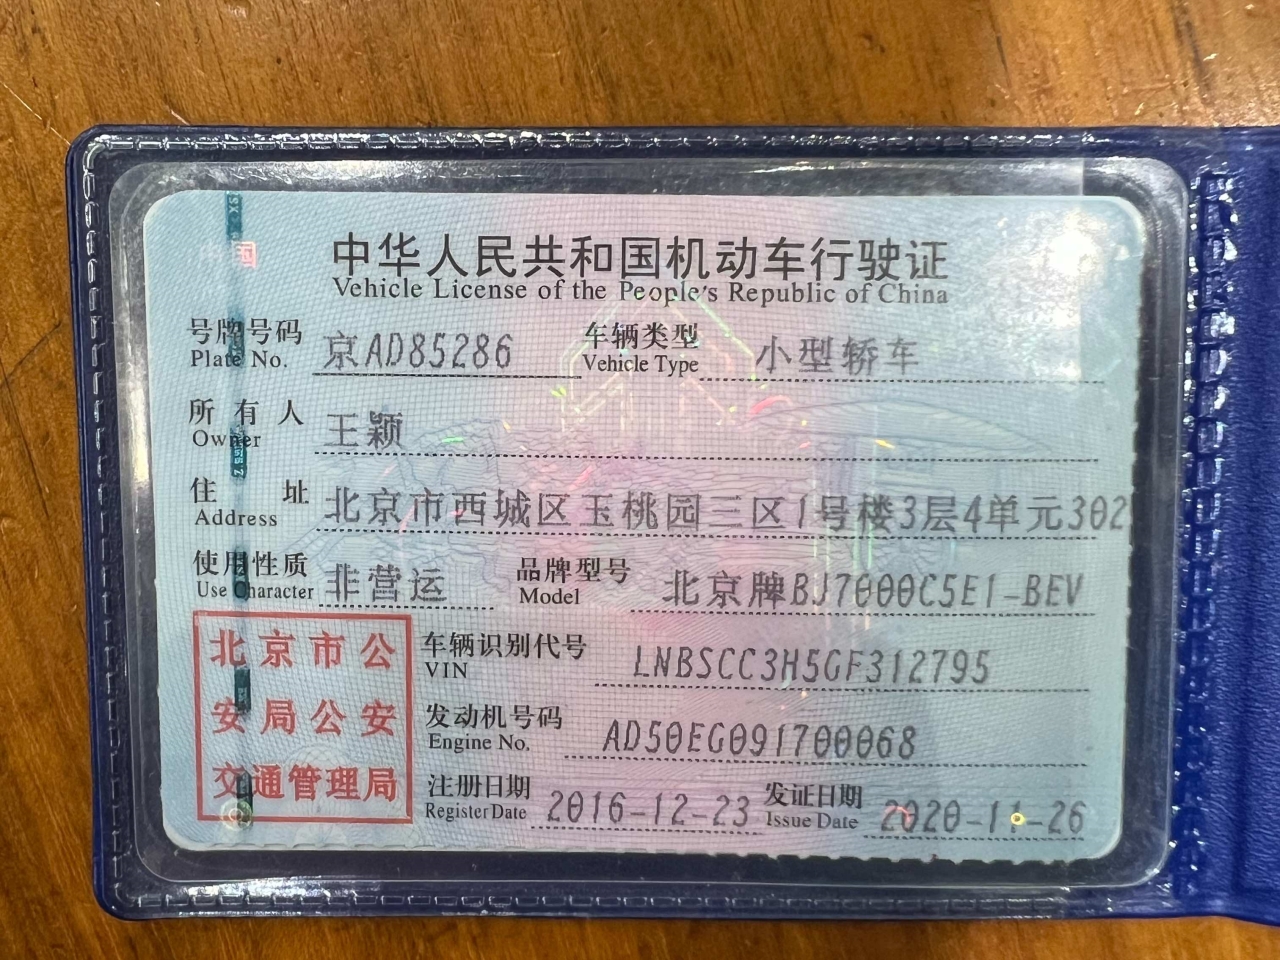 中华人民共和国机动车行驶证
Vehicle License of the People's Republic of China
号牌号码 京AD85286 车辆类型 小型轿车
Plate No. Vehicle Type
所有人 王颖
Owner
住址 北京市西城区玉桃园三区1号楼3层4单元302
Address
使用性质 非营运 品牌型号 北京牌BJ7000C5E1-BEV
Use Character Model
北京市公
安局公安
交通管理局
车辆识别代号 LNBSCC3H5GF312795
VIN
发动机号码 AD50EG091700068
Engine No.
注册日期 2016-12-23 发证日期 2020-11-26
Register Date Issue Date